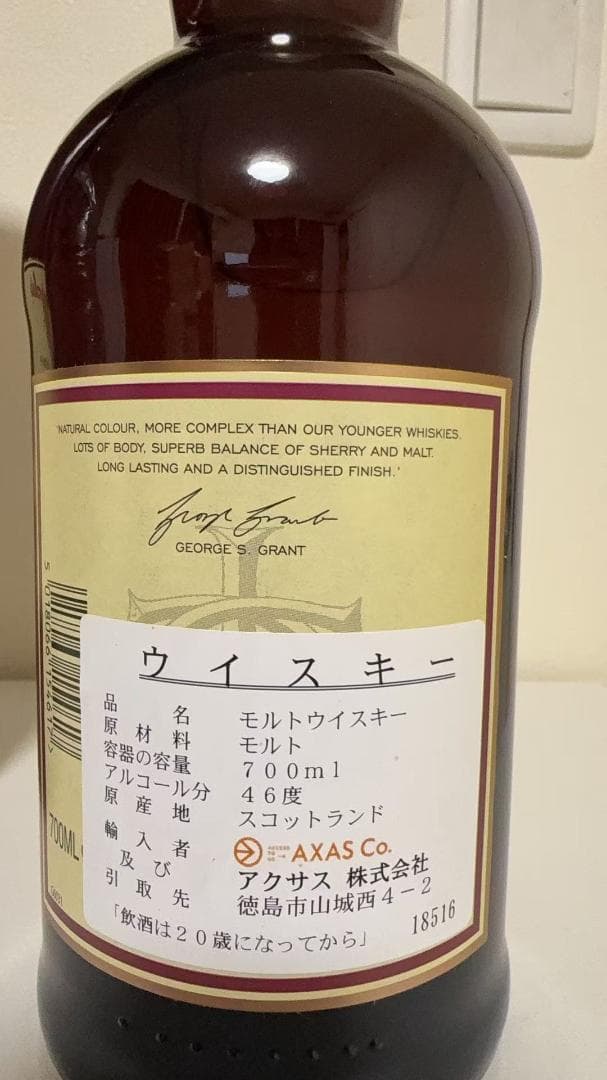 'NATURAL COLOUR, MORE COMPLEX THAN OUR YOUNGER WHISKIES.
LOTS OF BODY, SUPERB BALANCE OF SHERRY AND MALT.
LONG LASTING AND A DISTINGUISHED FINISH.'
GEORGE S. GRANT
ウイスキー
品名 モルトウイスキー
原材料 モルト
容器の容量 700ml
アルコール分 46度
原産地 スコットランド
輸入者 AXAS Co.
及び アクサス 株式会社
引取先 徳島市山城西4-2
「飲酒は20歳になってから」 18516
700ML